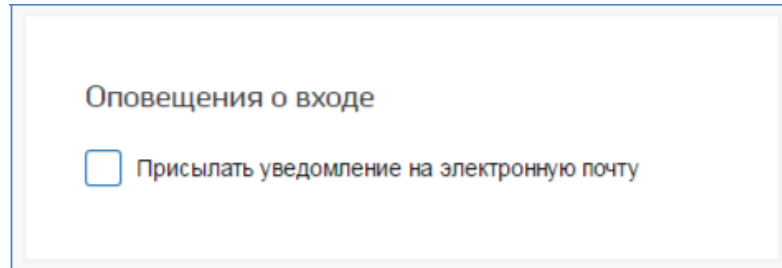 Оповещения о входе
Присылать уведомление на электронную почту